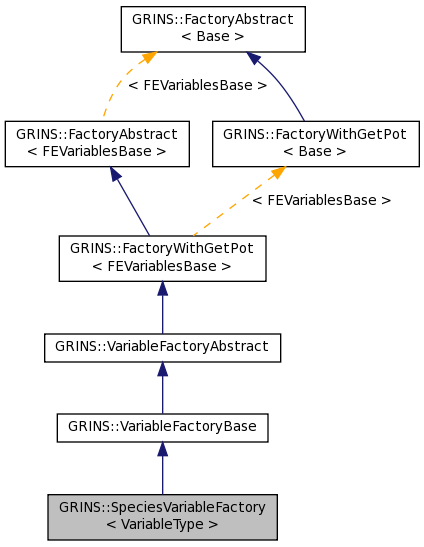 GRINS::FactoryAbstract
< Base >
< FEVariablesBase >
GRINS::FactoryAbstract
< FEVariablesBase >
GRINS::FactoryWithGetPot
< Base >
< FEVariablesBase >
GRINS::FactoryWithGetPot
< FEVariablesBase >
GRINS::VariableFactoryAbstract
GRINS::VariableFactoryBase
GRINS::SpeciesVariableFactory
< VariableType >